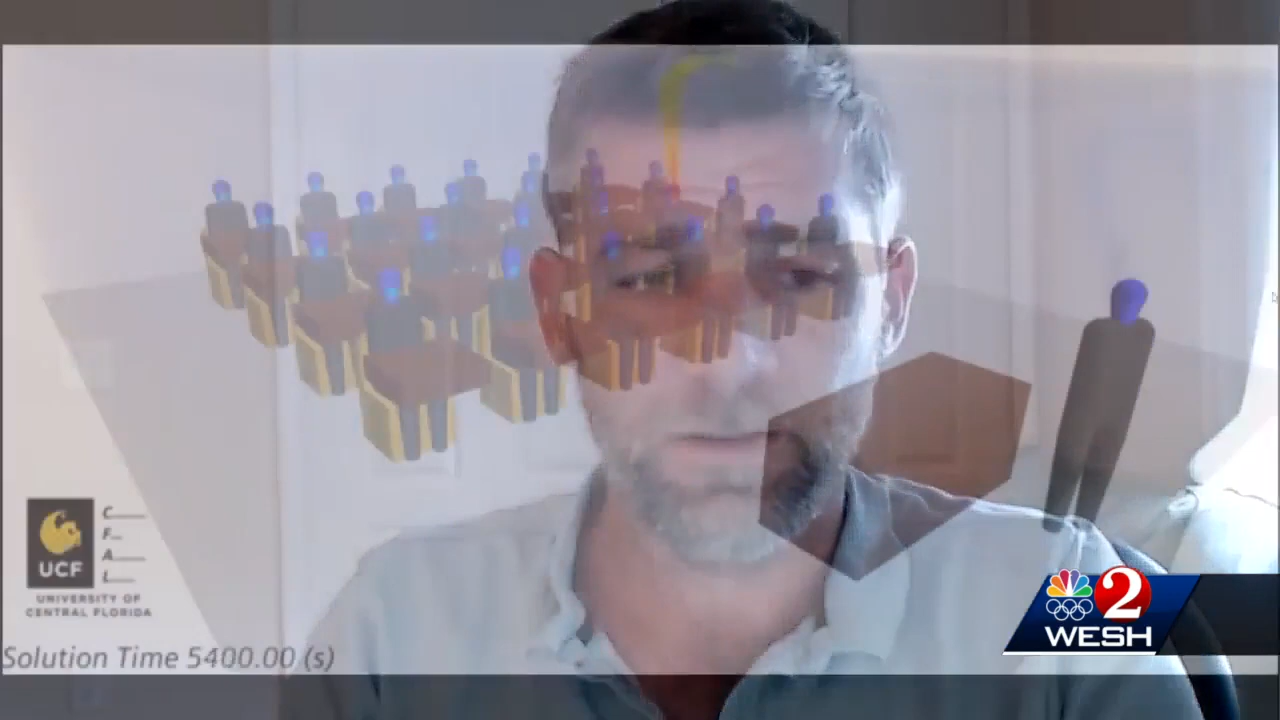 C
F
A
L
UCF
UNIVERSITY OF
CENTRAL FLORIDA
Solution Time 5400.00 (s)
2
WESH